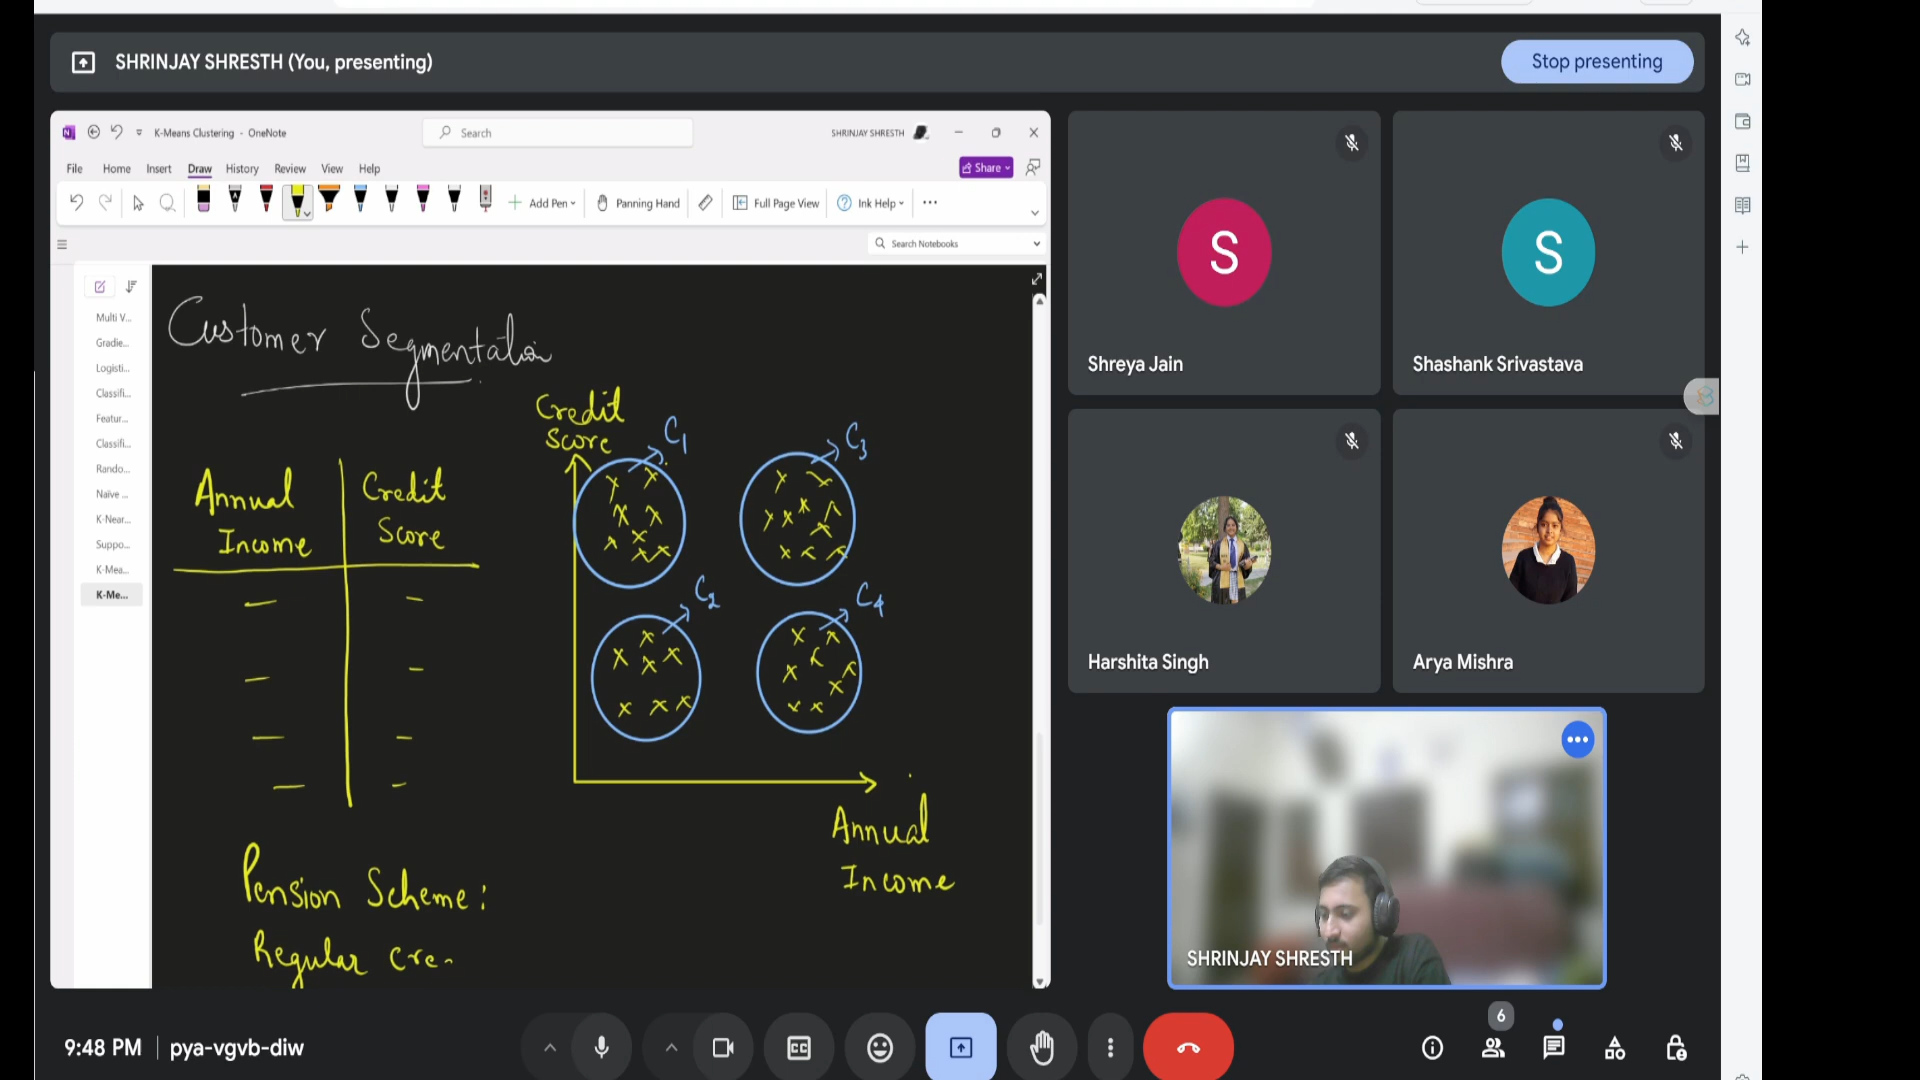 SHRINJAY SHRESTH (You, presenting)
Stop presenting
K-Means Clustering - OneNote
Search
SHRINJAY SHRESTH
File Home Insert Draw History Review View Help
Share
Add Pen
Panning Hand
Full Page View
Ink Help
Search Notebooks
Multi V...
Gradie...
Logisti...
Classifi...
Featur...
Classifi...
Rando...
Naive ...
K-Near...
Suppo...
K-Mea...
K-Me...
Customer Segmentation
Annual Income
Credit Score
Credit Score
C1
C3
C2
C4
Annual Income
Pension Scheme:
Regular cre-
S
Shreya Jain
S
Shashank Srivastava
Harshita Singh
Arya Mishra
SHRINJAY SHRESTH
9:48 PM | pya-vgvb-diw
CC
6